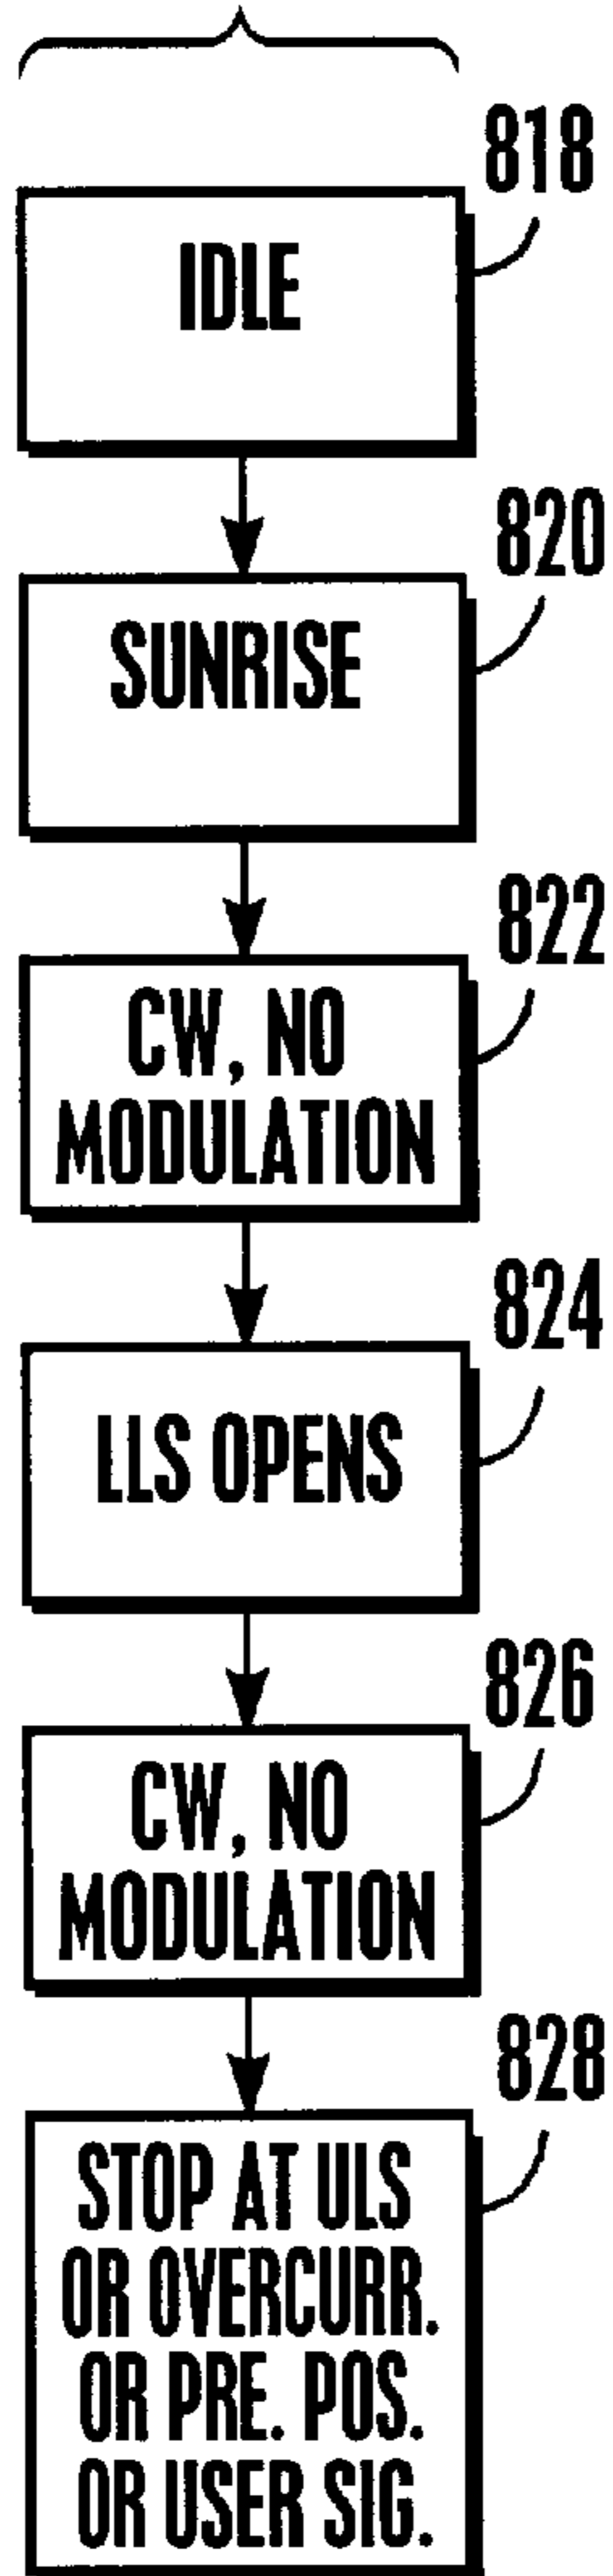 818
IDLE
820
SUNRISE
822
CW, NO
MODULATION
824
LLS OPENS
826
CW, NO
MODULATION
828
STOP AT ULS
OR OVERCURR.
OR PRE. POS.
OR USER SIG.